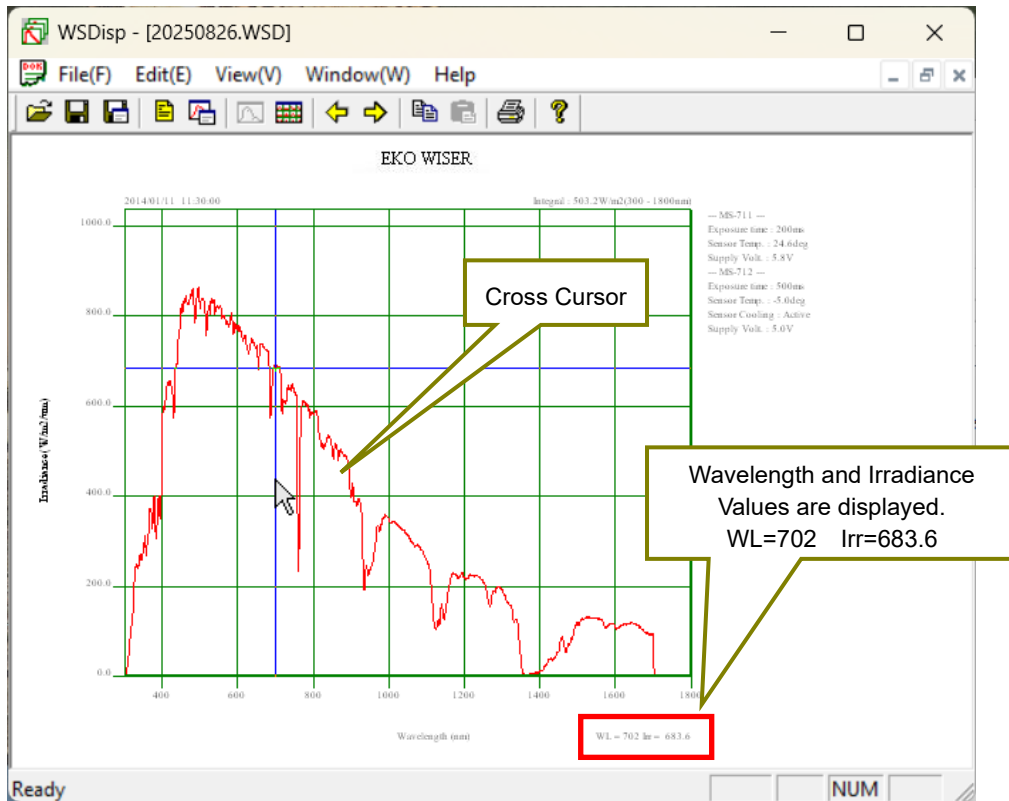 WSDisp - [20250826.WSD]
File(F) Edit(E) View(V) Window(W) Help
EKO WISER
2014/01/11 11:30:00
Integral : 503.2W/m2(300 - 1800nm)
--- MS-711 ---
Exposure time : 200ms
Sensor Temp. : 24.6deg
Supply Volt. : 5.8V
--- MS-712 ---
Exposure time : 500ms
Sensor Temp. : -5.0deg
Sensor Cooling : Active
Supply Volt. : 5.0V
1000.0
800.0
600.0
400.0
200.0
0.0
Irradiance(W/m2/um)
Cross Cursor
Wavelength and Irradiance
Values are displayed.
WL=702 Irr=683.6
400 600 800 1000 1200 1400 1600 1800
Wavelength (nm)
WL = 702 Irr = 683.6
Ready
NUM